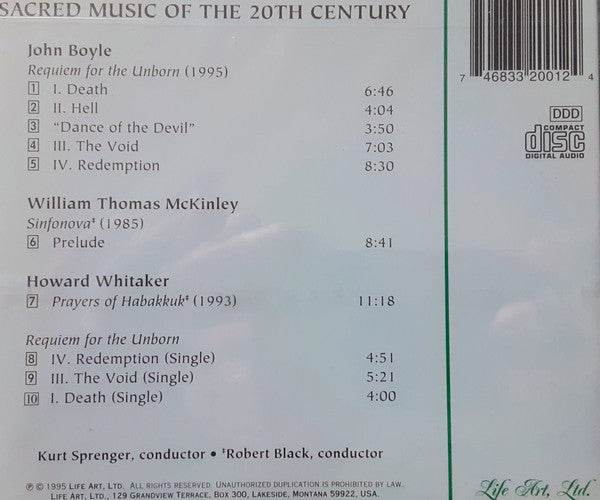 SACRED MUSIC OF THE 20TH CENTURY
John Boyle
Requiem for the Unborn (1995)
1 I. Death 6:46
2 II. Hell 4:04
3 "Dance of the Devil" 3:50
4 III. The Void 7:03
5 IV. Redemption 8:30
William Thomas McKinley
Sinfonova‡ (1985)
6 Prelude 8:41
Howard Whitaker
7 Prayers of Habakkuk‡ (1993) 11:18
Requiem for the Unborn
8 IV. Redemption (Single) 4:51
9 III. The Void (Single) 5:21
10 I. Death (Single) 4:00
Kurt Sprenger, conductor • ‡Robert Black, conductor
℗ © 1995 LIFE ART, LTD. ALL RIGHTS RESERVED. UNAUTHORIZED DUPLICATION IS PROHIBITED BY LAW.
LIFE ART, LTD., 129 GRANDVIEW TERRACE, BOX 300, LAKESIDE, MONTANA 59922, USA.
7 46833 20012 4
DDD
COMPACT
disc
DIGITAL AUDIO
Life Art, Ltd.